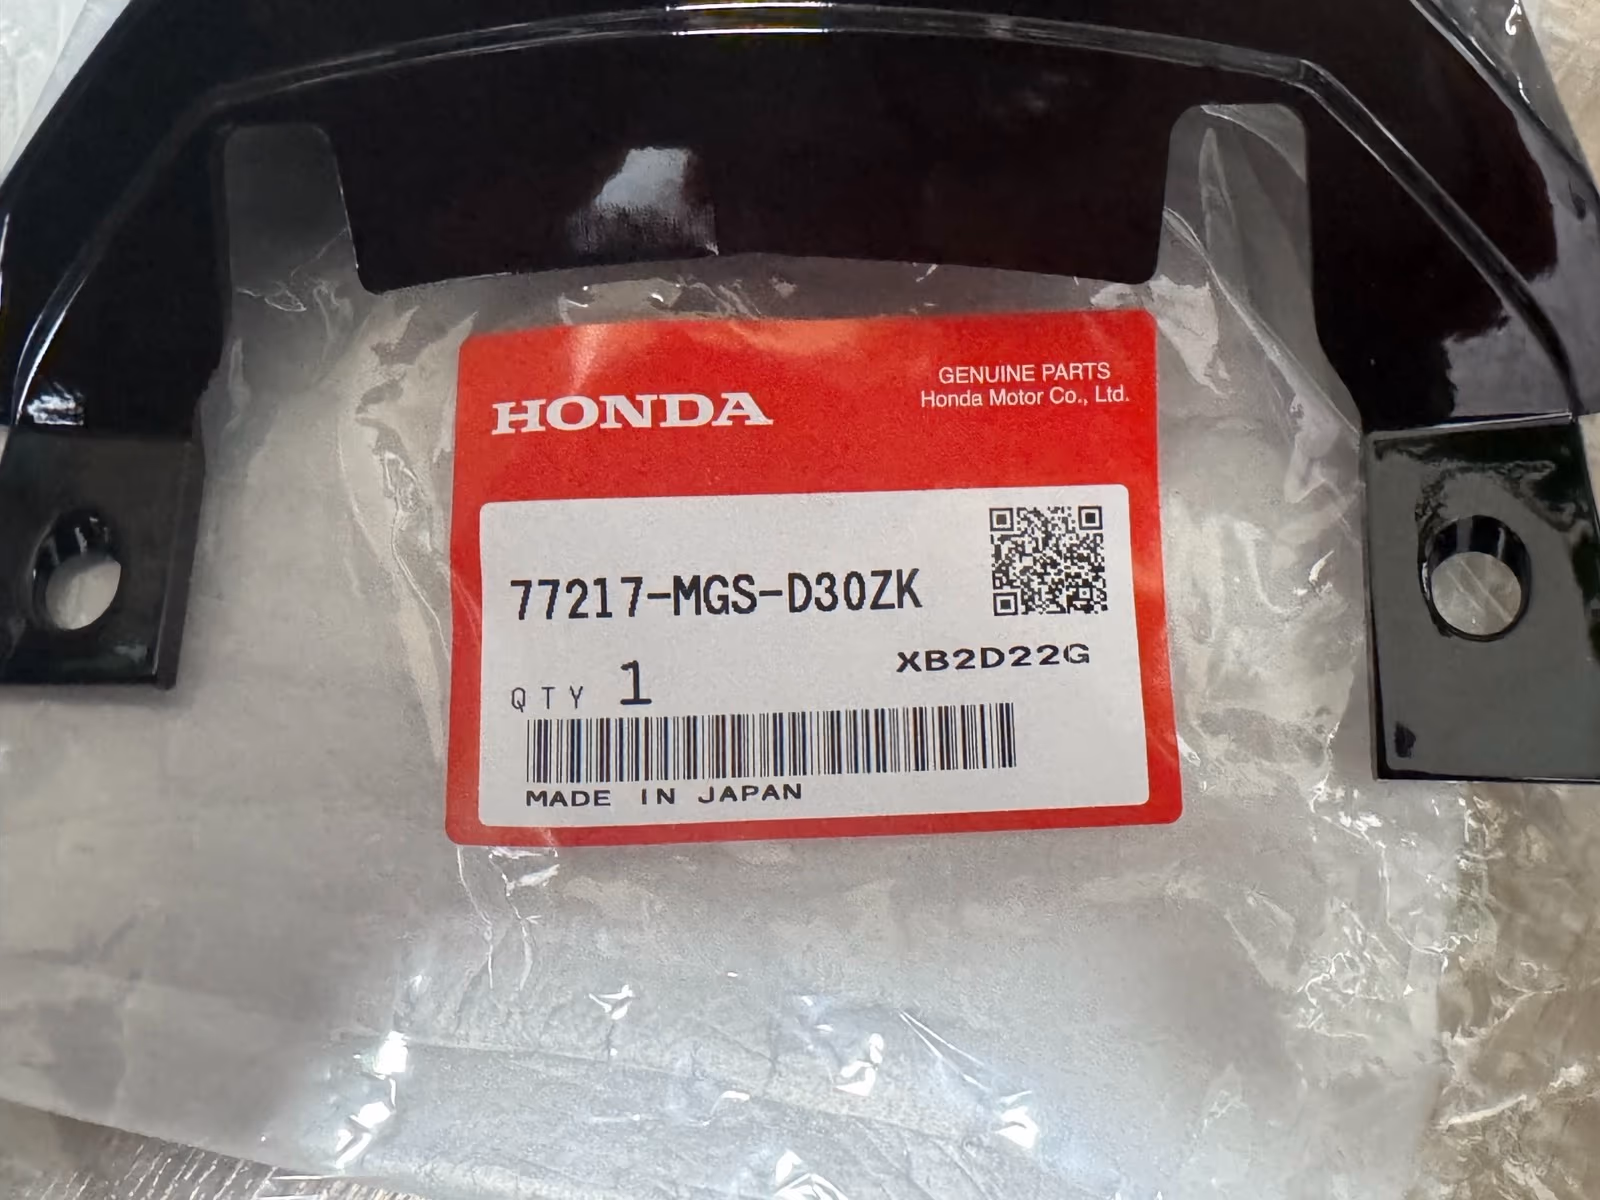 HONDA
GENUINE PARTS
Honda Motor Co., Ltd.
77217-MGS-D30ZK
XB2D22G
QTY 1
MADE IN JAPAN